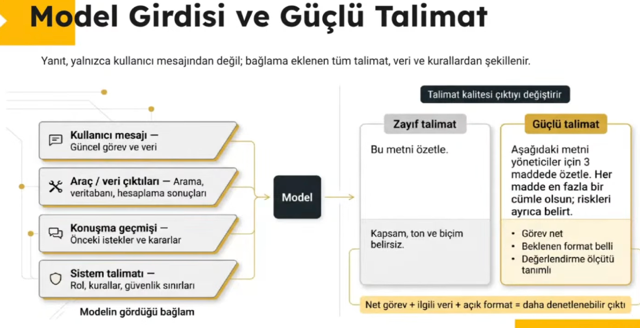 Model Girdisi ve Güçlü Talimat
Yanıt, yalnızca kullanıcı mesajından değil; bağlama eklenen tüm talimat, veri ve kurallardan şekillenir.
Kullanıcı mesajı —
Güncel görev ve veri
Araç / veri çıktıları — Arama,
veritabanı, hesaplama sonuçları
Konuşma geçmişi —
Önceki istekler ve kararlar
Sistem talimatı —
Rol, kurallar, güvenlik sınırları
Modelin gördüğü bağlam
Model
Talimat kalitesi çıktıyı değiştirir
Zayıf talimat
Bu metni özetle.
Kapsam, ton ve biçim
belirsiz.
Güçlü talimat
Aşağıdaki metni
yöneticiler için 3
maddede özetle. Her
madde en fazla bir
cümle olsun; riskleri
ayrıca belirt.
• Görev net
• Beklenen format belli
• Değerlendirme ölçütü
tanımlı
Net görev + ilgili veri + açık format = daha denetlenebilir çıktı